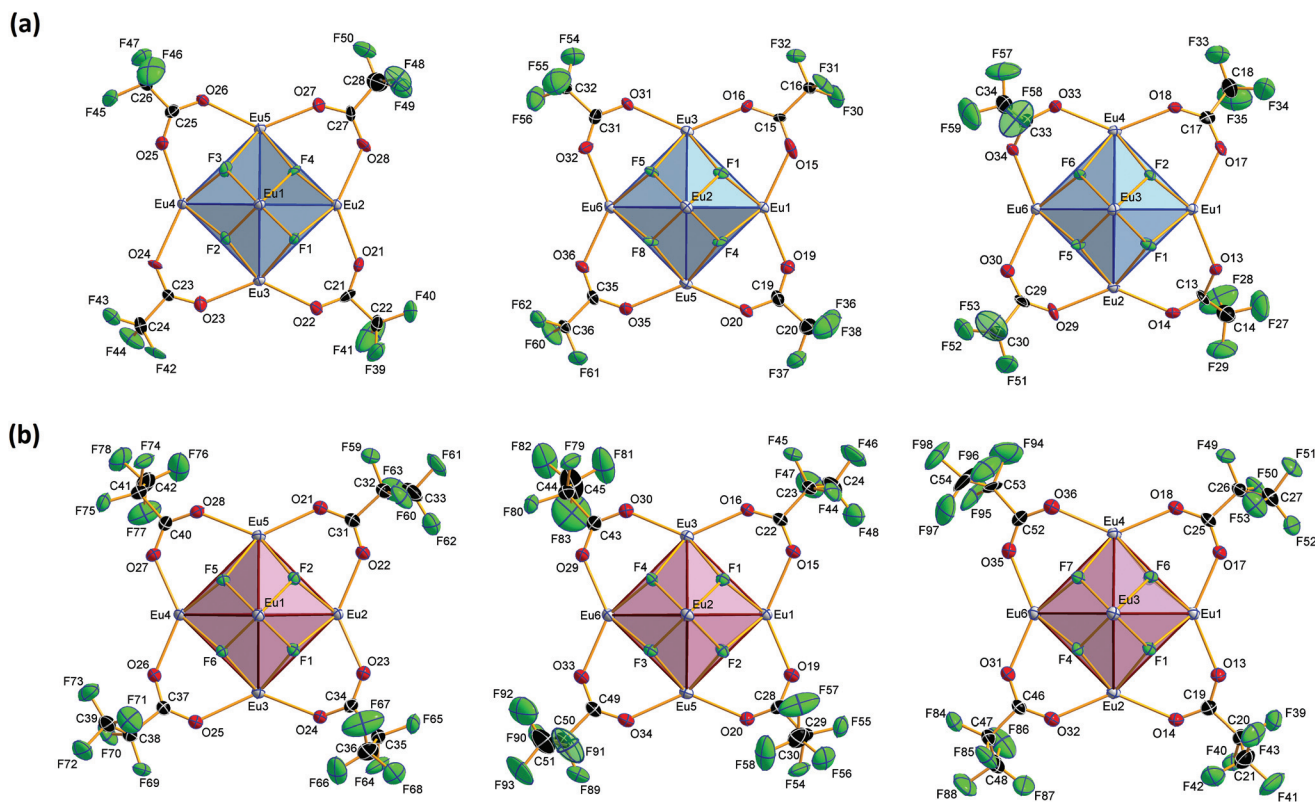 (a)
F47
F46
F50
F48
F45
C26
O26
O27
C28
F49
C25
Eu5
C27
O25
F3
F4
O28
Eu4
Eu1
Eu2
O24
F2
F1
O21
F43
C23
Eu3
C21
F40
C24
O23
O22
C22
F44
F41
F42
F39
F54
F32
F55
C32
C16
F31
F56
O31
O16
F30
C31
Eu3
C15
O32
F5
F1
O15
Eu6
Eu2
Eu1
O36
F8
F4
O19
F62
C35
Eu5
C19
F36
C36
O35
O20
C20
F38
F60
F61
F37
F57
F33
C34
F58
O33
O18
C18
F59
C33
F35
F34
O34
Eu4
C17
F6
F2
O17
Eu6
Eu3
Eu1
O30
F5
F1
O13
F53
C29
Eu2
C13
F28
F52
C30
O29
O14
C14
F27
F51
F29
(b)
F78
F74
F76
F59
F61
C41
C42
O28
O21
C32
F63
C33
F75
F60
F77
C40
Eu5
C31
F62
O27
F5
F2
O22
Eu4
Eu1
Eu2
O26
F6
F1
O23
F73
F71
C37
Eu3
C34
F67
F65
C39
C38
O25
O24
C36
C35
F72
F70
F69
F66
F64
F68
F82
F79
F81
F45
F46
C44
C45
O30
O16
F47
C23
C24
F80
F44
F83
C43
Eu3
C22
F48
O29
F4
F1
O15
Eu6
Eu2
Eu1
O33
F3
F2
O19
F92
C49
Eu5
C28
F57
F90
C50
O34
O20
C29
F55
C51
F91
F58
C30
F93
F89
F54
F56
F98
F96
F94
F49
F51
C54
C53
O36
O18
C26
F50
C27
F97
F95
F53
F52
C52
Eu4
C25
O35
F7
F6
O17
Eu6
Eu3
Eu1
O31
F4
F1
O13
F84
C46
Eu2
C19
F39
C47
F86
O32
O14
C20
F43
F85
F40
C48
F42
C21
F88
F87
F41